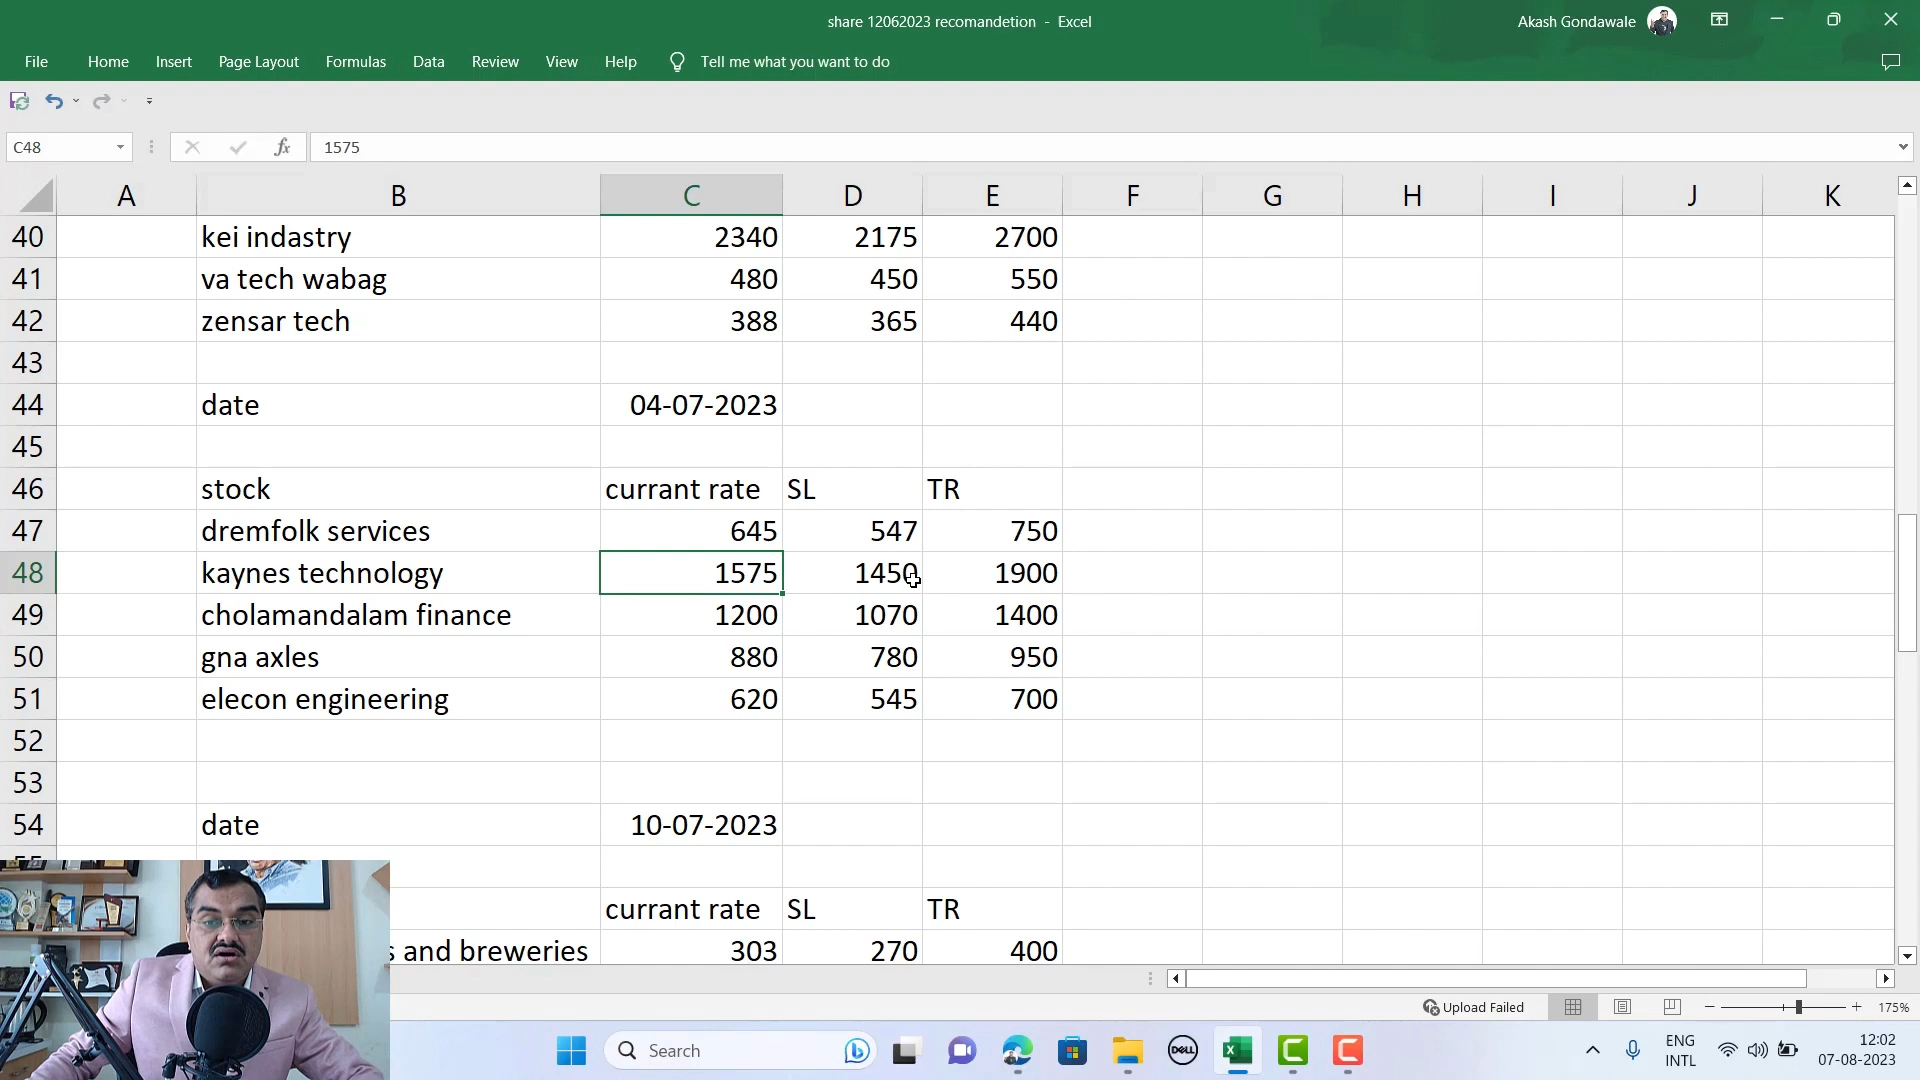 share 12062023 recomandetion - Excel
Akash Gondawale
File Home Insert Page Layout Formulas Data Review View Help Tell me what you want to do
C48 fx 1575
A B C D E F G H I J K
40 kei indastry 2340 2175 2700
41 va tech wabag 480 450 550
42 zensar tech 388 365 440
43
44 date 04-07-2023
45
46 stock currant rate SL TR
47 dremfolk services 645 547 750
48 kaynes technology 1575 1450 1900
49 cholamandalam finance 1200 1070 1400
50 gna axles 880 780 950
51 elecon engineering 620 545 700
52
53
54 date 10-07-2023
currant rate SL TR
and breweries 303 270 400
Upload Failed 175%
Search DELL ENG 12:02
INTL 07-08-2023